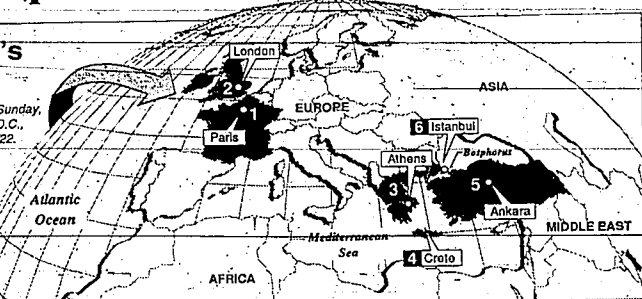 's
London
2
1
EUROPE
ASIA
Sunday,
D.C.,
22.
Paris
6 Istanbul
Bosphorus
Athens
3
5
Ankara
Atlantic
Ocean
MIDDLE EAST
Mediterranean
Sea
4 Crete
AFRICA